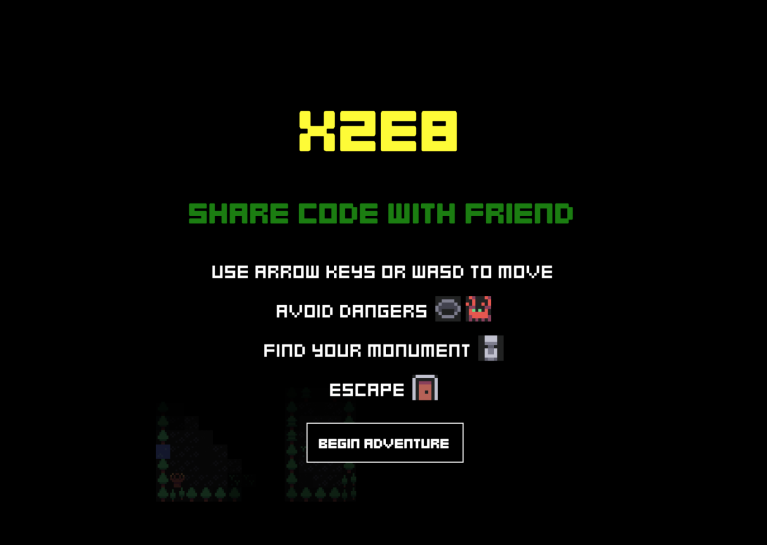 XZE8
SHARE CODE WITH FRIEND
USE ARROW KEYS OR WASD TO MOVE
AVOID DANGERS
FIND YOUR MONUMENT
ESCAPE
BEGIN ADVENTURE